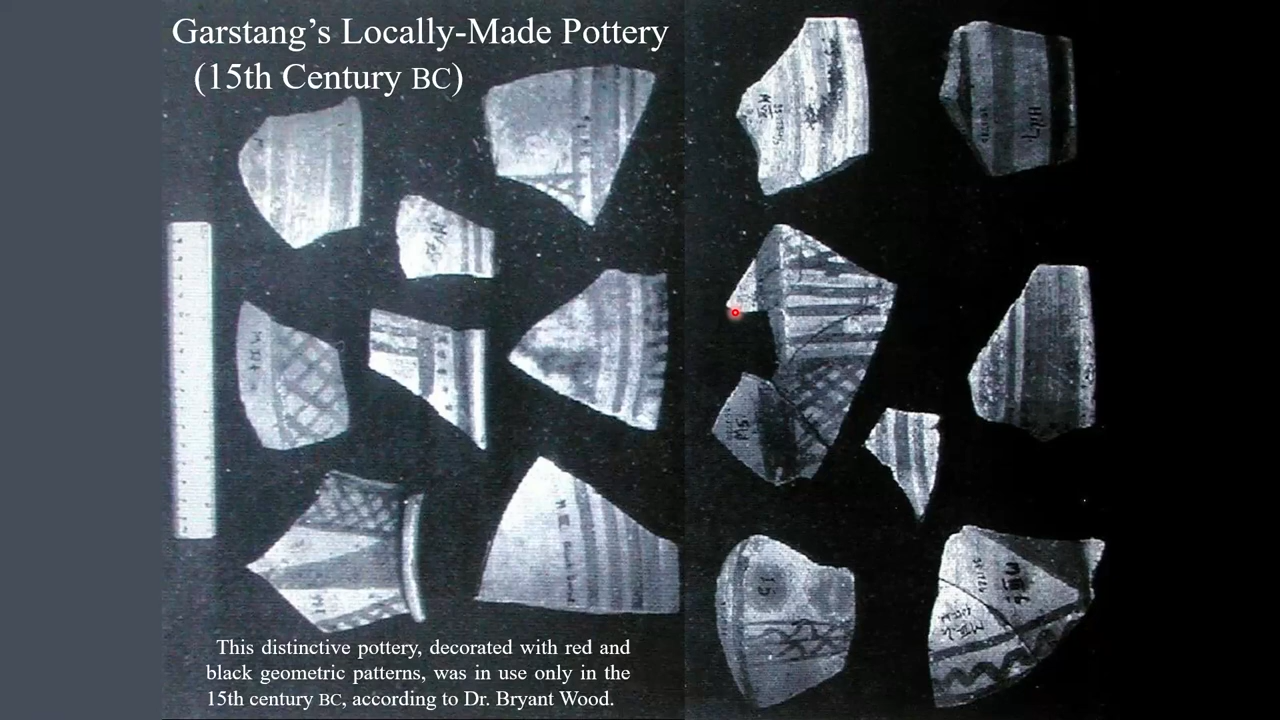 Garstang’s Locally-Made Pottery
(15th Century BC)
This distinctive pottery, decorated with red and
black geometric patterns, was in use only in the
15th century BC, according to Dr. Bryant Wood.